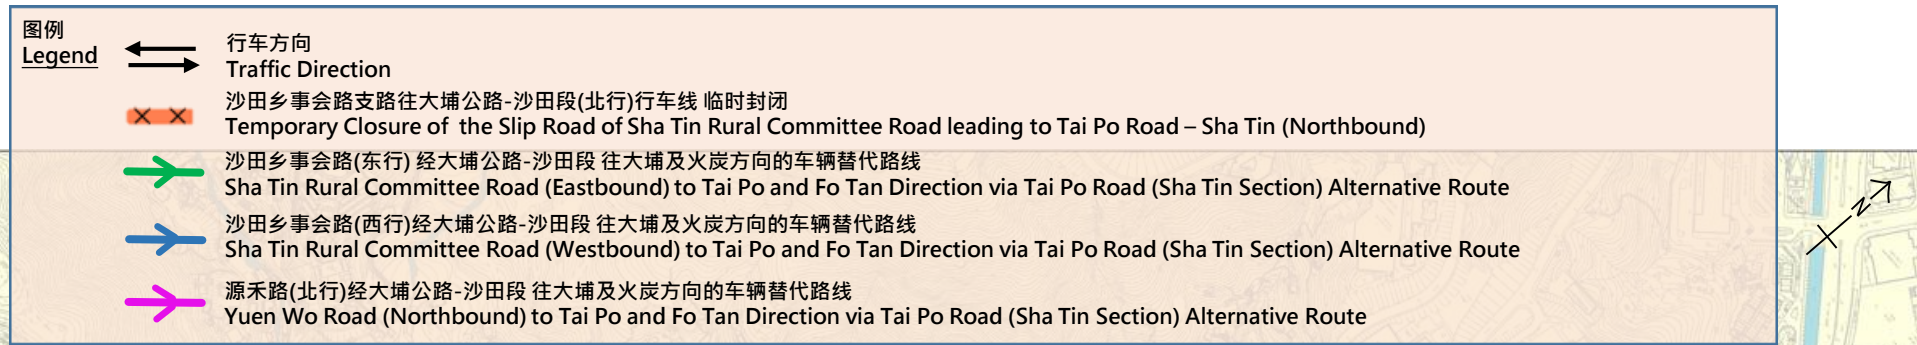 图例
Legend
行车方向
Traffic Direction
沙田乡事会路支路往大埔公路-沙田段(北行)行车线 临时封闭
Temporary Closure of the Slip Road of Sha Tin Rural Committee Road leading to Tai Po Road – Sha Tin (Northbound)
沙田乡事会路(东行) 经大埔公路-沙田段 往大埔及火炭方向的车辆替代路线
Sha Tin Rural Committee Road (Eastbound) to Tai Po and Fo Tan Direction via Tai Po Road (Sha Tin Section) Alternative Route
沙田乡事会路(西行)经大埔公路-沙田段 往大埔及火炭方向的车辆替代路线
Sha Tin Rural Committee Road (Westbound) to Tai Po and Fo Tan Direction via Tai Po Road (Sha Tin Section) Alternative Route
源禾路(北行)经大埔公路-沙田段 往大埔及火炭方向的车辆替代路线
Yuen Wo Road (Northbound) to Tai Po and Fo Tan Direction via Tai Po Road (Sha Tin Section) Alternative Route
N